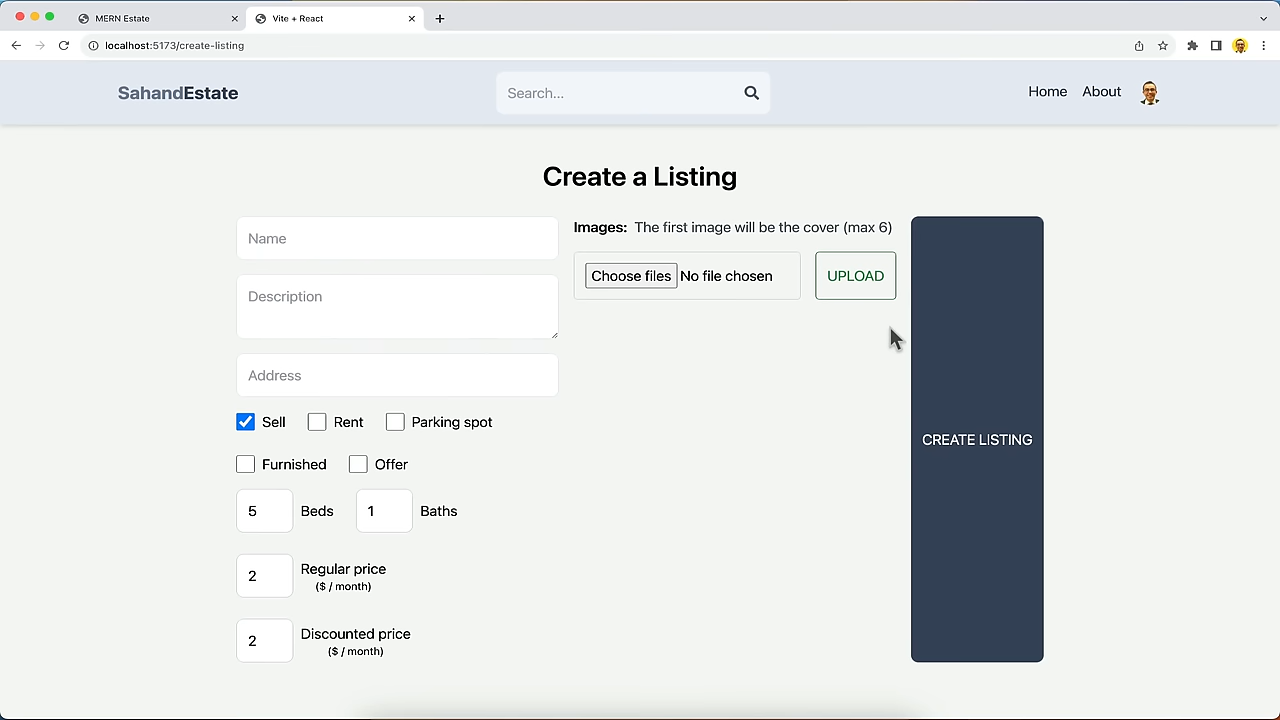 MERN Estate
Vite + React
localhost:5173/create-listing
SahandEstate
Search...
Home
About
Create a Listing
Name
Description
Address
Sell
Rent
Parking spot
Furnished
Offer
5
Beds
1
Baths
2
Regular price
($ / month)
2
Discounted price
($ / month)
Images: The first image will be the cover (max 6)
Choose files No file chosen
UPLOAD
CREATE LISTING